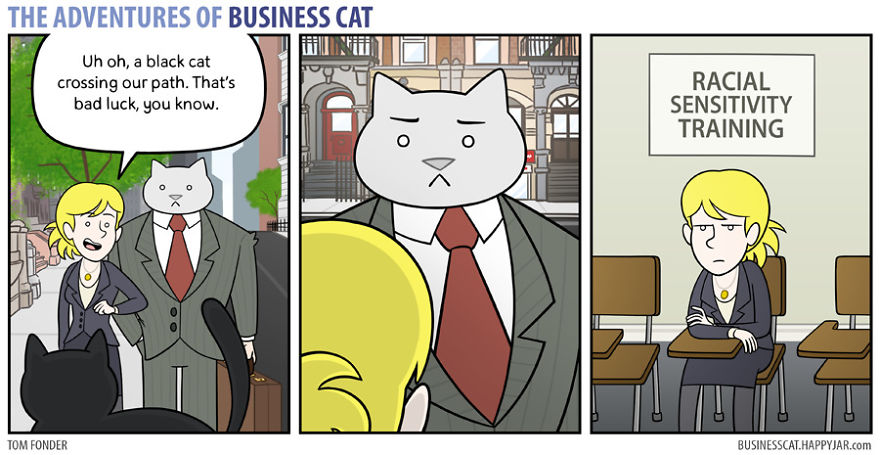 THE ADVENTURES OF BUSINESS CAT
Uh oh, a black cat
crossing our path. That's
bad luck, you know.
RACIAL
SENSITIVITY
TRAINING
TOM FONDER
BUSINESSCAT.HAPPYJAR.com